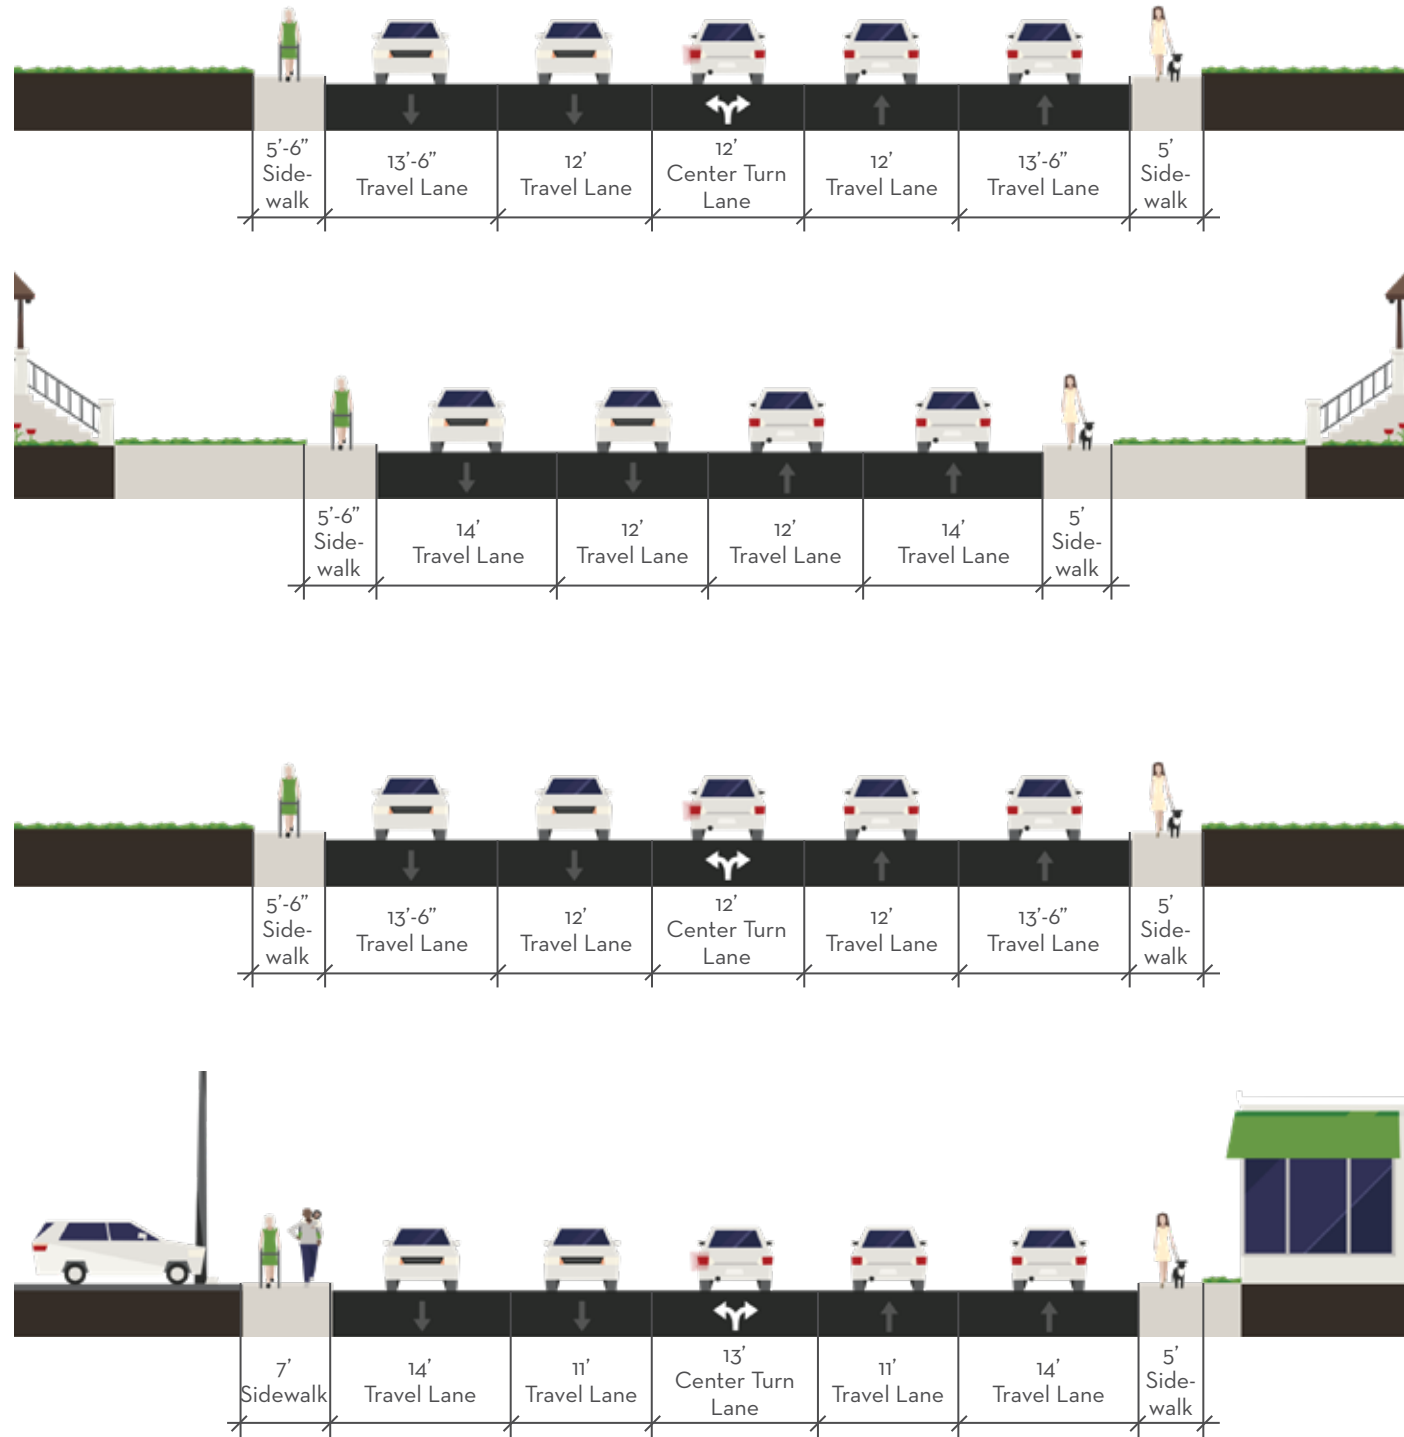 5’-6”
Side-
walk
13’-6”
Travel Lane
12’
Travel Lane
12’
Center Turn
Lane
12’
Travel Lane
13’-6”
Travel Lane
5’
Side-
walk
5’-6”
Side-
walk
14’
Travel Lane
12’
Travel Lane
12’
Travel Lane
14’
Travel Lane
5’
Side-
walk
5’-6”
Side-
walk
13’-6”
Travel Lane
12’
Travel Lane
12’
Center Turn
Lane
12’
Travel Lane
13’-6”
Travel Lane
5’
Side-
walk
7’
Sidewalk
14’
Travel Lane
11’
Travel Lane
13’
Center Turn
Lane
11’
Travel Lane
14’
Travel Lane
5’
Side-
walk